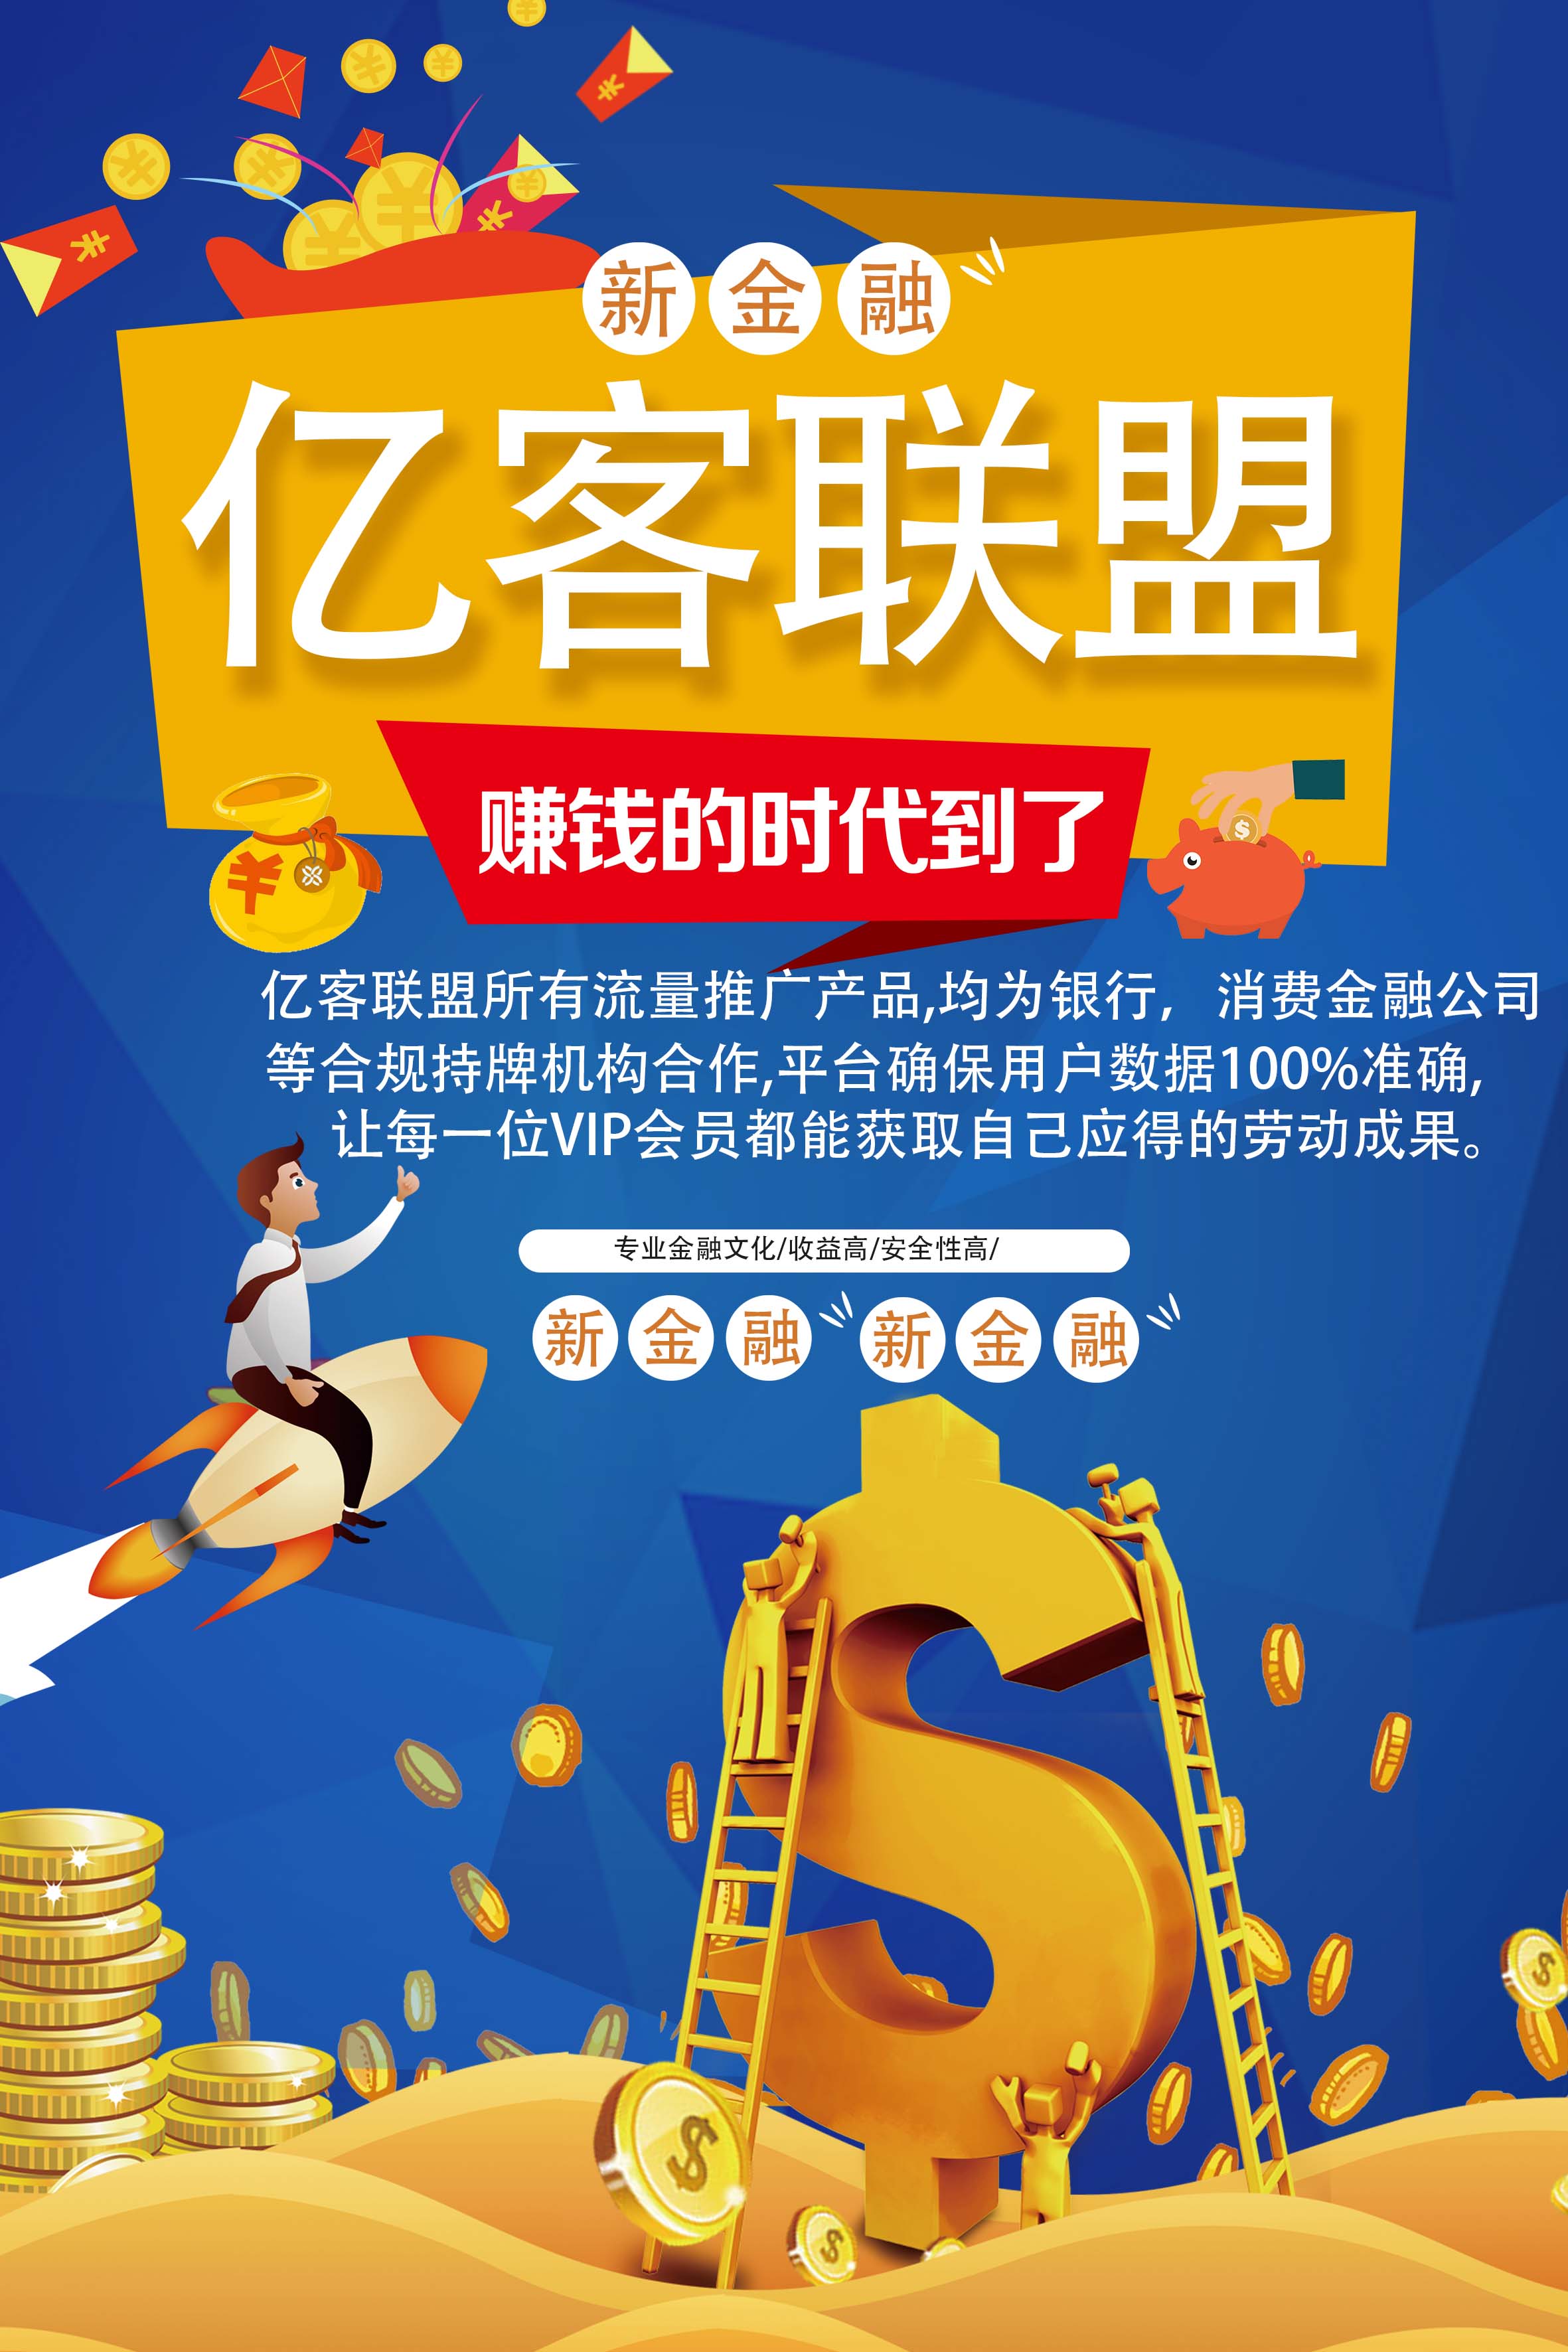 新金融
亿客联盟
赚钱的时代到了
亿客联盟所有流量推广产品,均为银行, 消费金融公司
等合规持牌机构合作,平台确保用户数据100%准确,
让每一位VIP会员都能获取自己应得的劳动成果。
专业金融文化/收益高/安全性高/
新金融 新金融